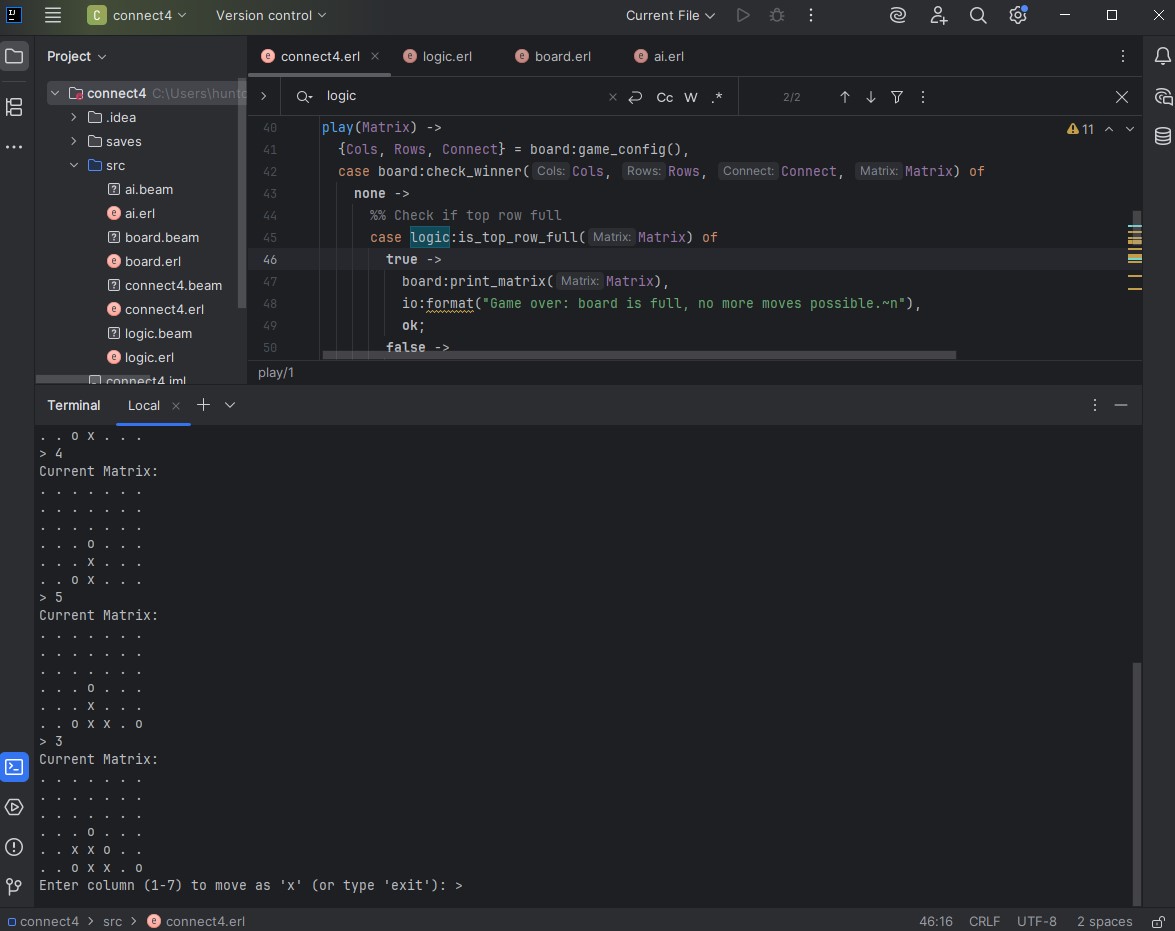 connect4
Version control
Current File
Project
connect4 C:\Users\hunto
.idea
saves
src
ai.beam
ai.erl
board.beam
board.erl
connect4.beam
connect4.erl
logic.beam
logic.erl
connect4.iml
connect4.erl
logic.erl
board.erl
ai.erl
logic
Cc W .*
2/2
11
40 play(Matrix) ->
41 {Cols, Rows, Connect} = board:game_config(),
42 case board:check_winner( Cols: Cols, Rows: Rows, Connect: Connect, Matrix: Matrix) of
43 none ->
44 %% Check if top row full
45 case logic:is_top_row_full( Matrix: Matrix) of
46 true ->
47 board:print_matrix( Matrix: Matrix),
48 io:format("Game over: board is full, no more moves possible.~n"),
49 ok;
50 false ->
play/1
Terminal
Local
. . o x . . .
> 4
Current Matrix:
. . . . . . .
. . . . . . .
. . . . . . .
. . . o . . .
. . . x . . .
. . o x . . .
> 5
Current Matrix:
. . . . . . .
. . . . . . .
. . . . . . .
. . . o . . .
. . . x . . .
. . o x x . o
> 3
Current Matrix:
. . . . . . .
. . . . . . .
. . . . . . .
. . . o . . .
. . x x o . .
. . o x x . o
Enter column (1-7) to move as 'x' (or type 'exit'): >
connect4 > src > connect4.erl
46:16 CRLF UTF-8 2 spaces